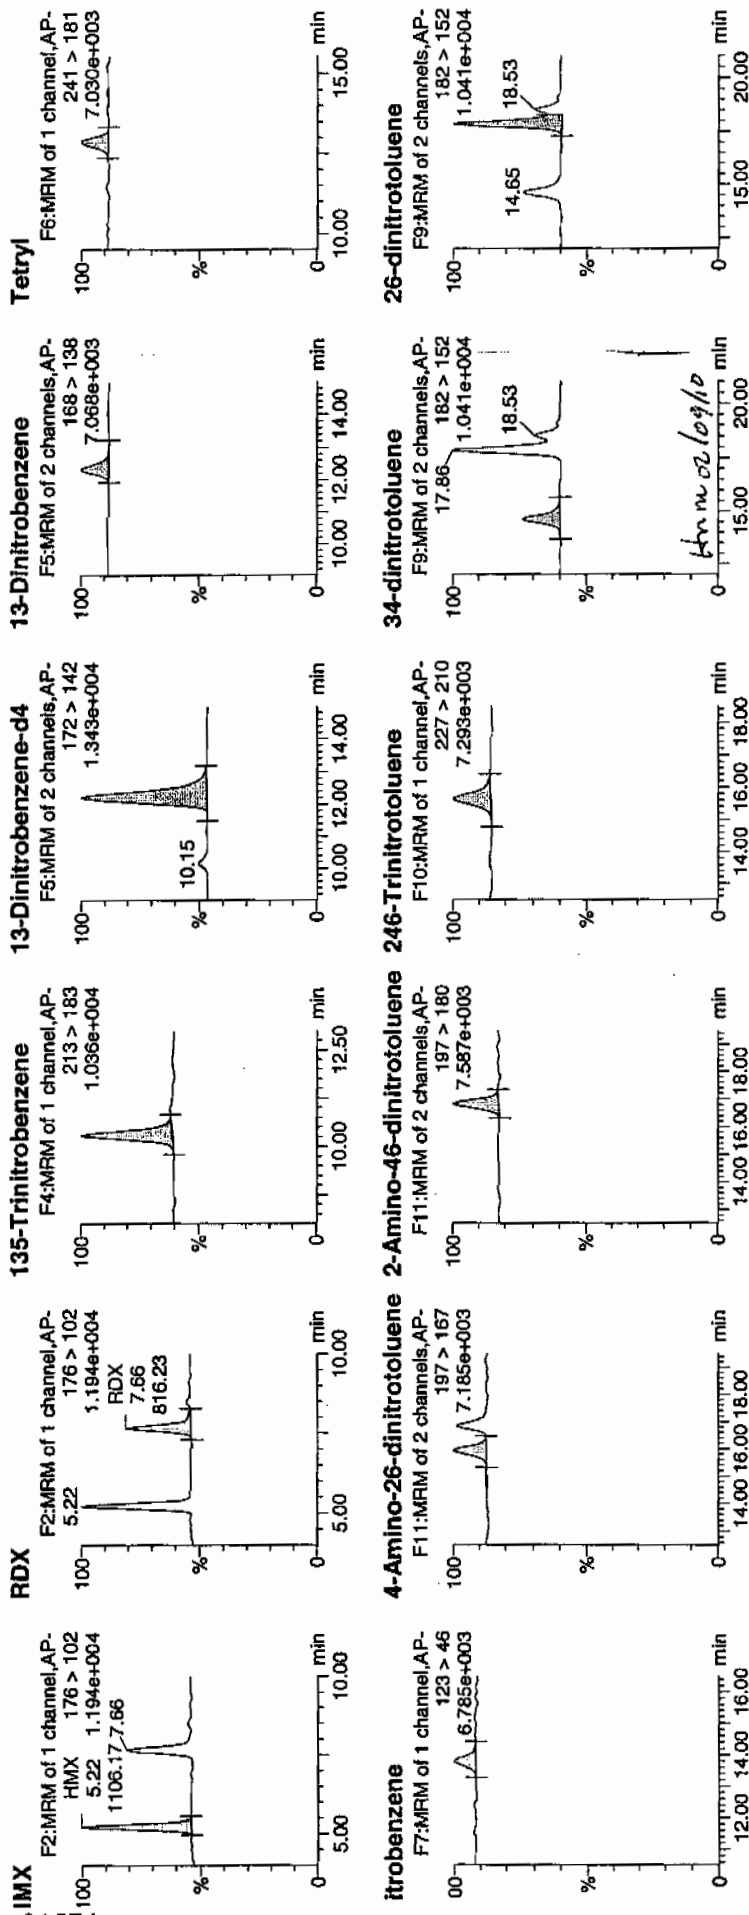 IMX
F2:MRM of 1 channel,AP-
HMX 176 > 102
5.22 1.194e+004
1106.17 7.66
100
%
0
5.00 10.00 min
RDX
F2:MRM of 1 channel,AP-
5.22 176 > 102
1.194e+004
RDX
7.66
816.23
100
%
0
5.00 10.00 min
135-Trinitrobenzene
F4:MRM of 1 channel,AP-
213 > 183
1.036e+004
100
%
0
10.00 12.50 min
13-Dinitrobenzene-d4
F5:MRM of 2 channels,AP-
172 > 142
1.343e+004
10.15
100
%
0
10.00 12.00 14.00 min
13-Dinitrobenzene
F5:MRM of 2 channels,AP-
168 > 138
7.068e+003
100
%
0
10.00 12.00 14.00 min
Tetryl
F6:MRM of 1 channel,AP-
241 > 181
7.030e+003
100
%
0
10.00 15.00 min
itrobenzene
F7:MRM of 1 channel,AP-
123 > 46
6.785e+003
00
%
0
12.00 14.00 16.00 min
4-Amino-26-dinitrotoluene
F11:MRM of 2 channels,AP-
197 > 167
7.185e+003
100
%
0
14.00 16.00 18.00 min
2-Amino-46-dinitrotoluene
F11:MRM of 2 channels,AP-
197 > 180
7.587e+003
100
%
0
14.00 16.00 18.00 min
246-Trinitrotoluene
F10:MRM of 1 channel,AP-
227 > 210
7.293e+003
100
%
0
14.00 16.00 18.00 min
34-dinitrotoluene
F9:MRM of 2 channels,AP-
17.86 182 > 152
1.041e+004
18.53
100
%
0
15.00 20.00 min
02/09/10
26-dinitrotoluene
F9:MRM of 2 channels,AP-
182 > 152
1.041e+004
18.53
14.65
100
%
0
15.00 20.00 min